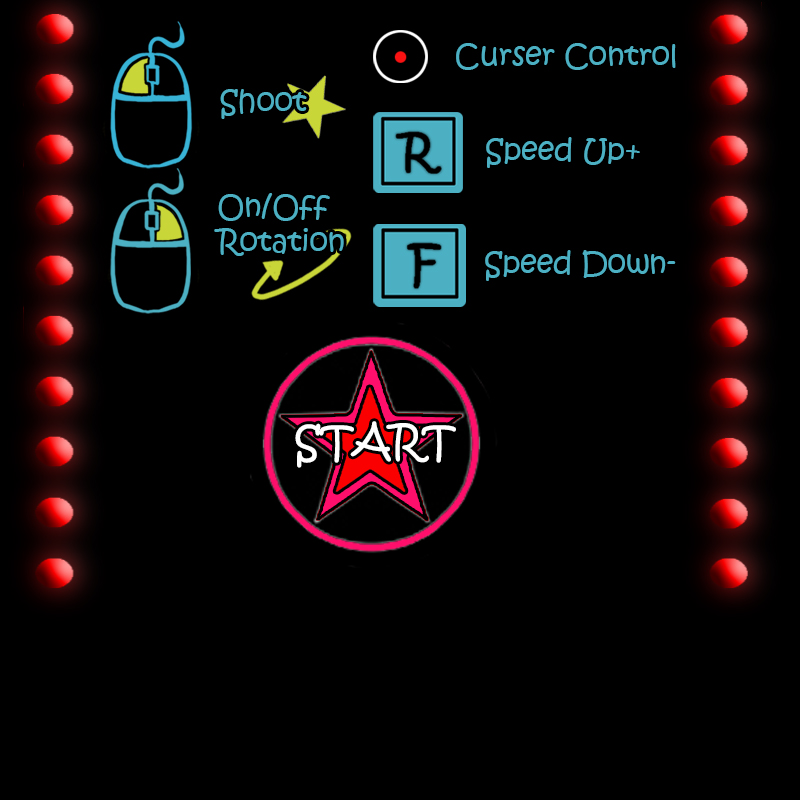 Shoot
On/Off
Rotation
Curser Control
R
Speed Up+
F
Speed Down-
START